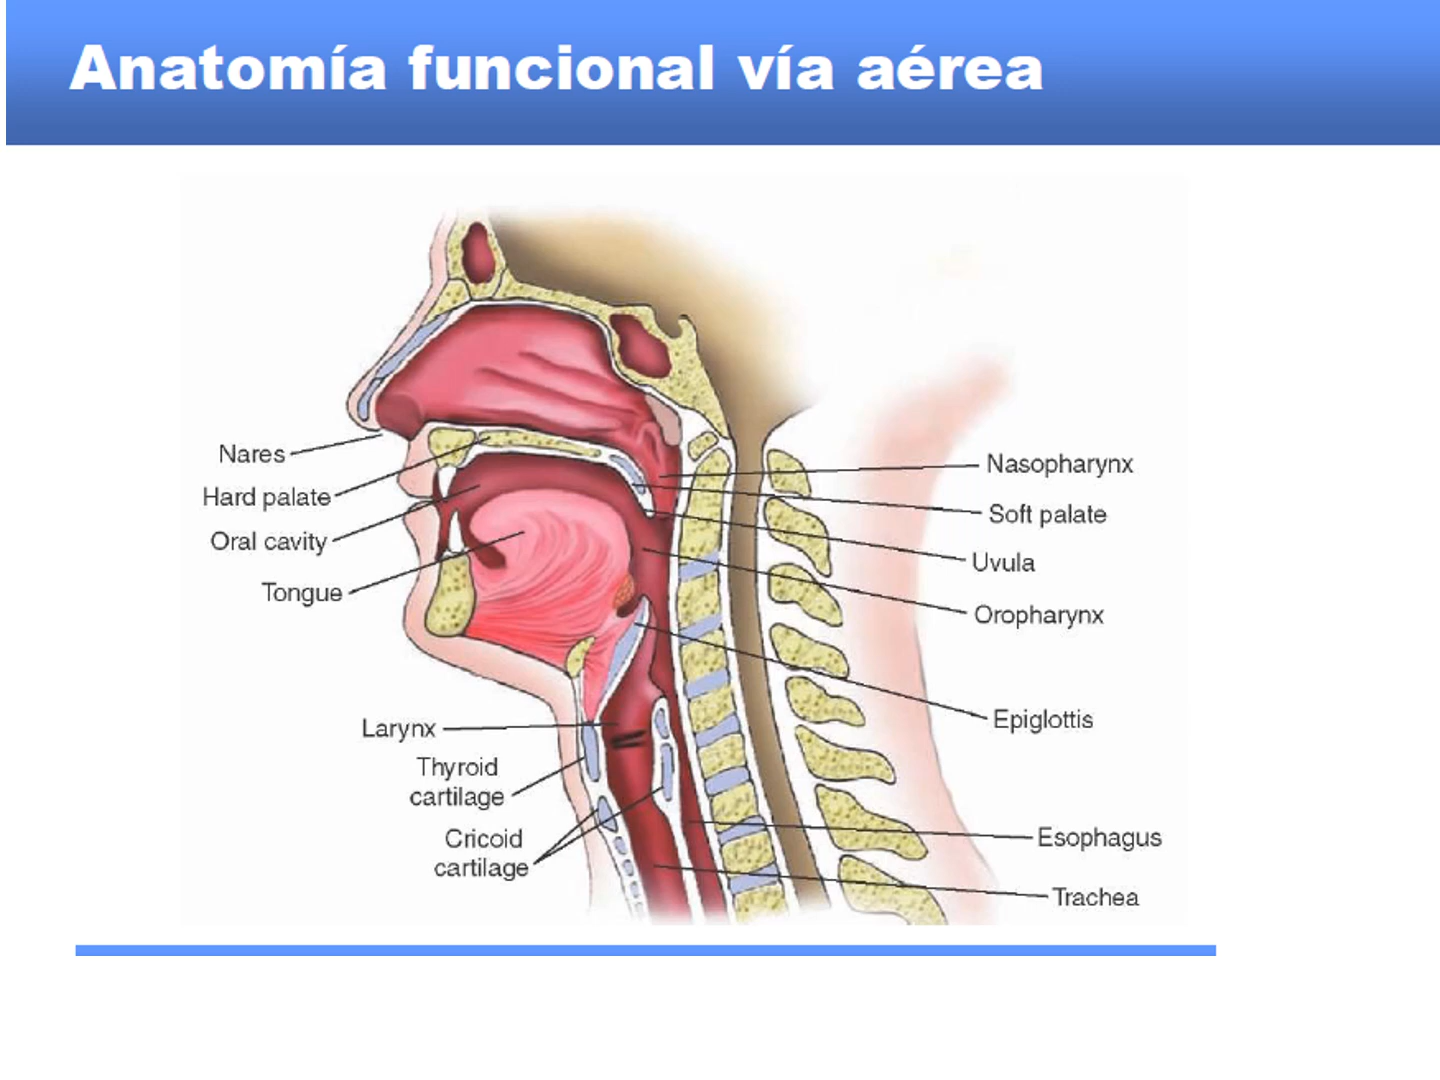 Anatomía funcional vía aérea
Nares
Hard palate
Oral cavity
Tongue
Larynx
Thyroid
cartilage
Cricoid
cartilage
Nasopharynx
Soft palate
Uvula
Oropharynx
Epiglottis
Esophagus
Trachea